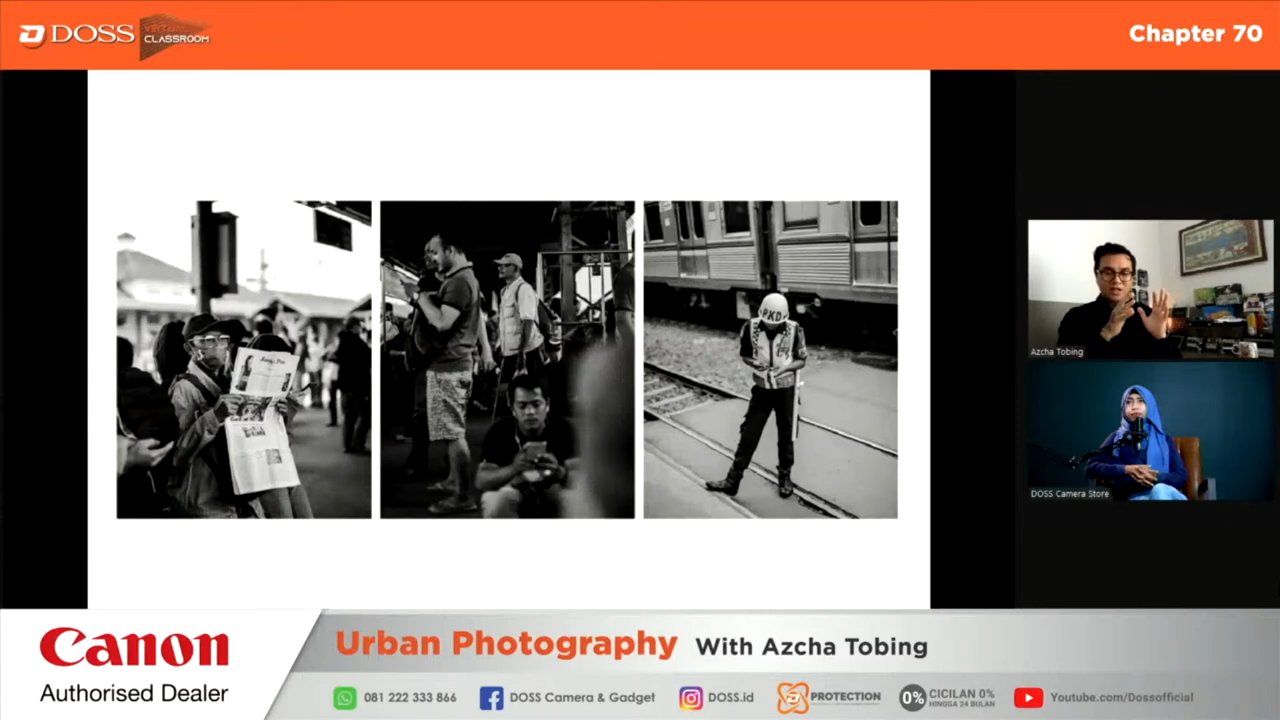 DOSS
CLASSROOM
Chapter 70
PKD
Azcha Tobing
DOSS Camera Store
Canon
Authorised Dealer
Urban Photography With Azcha Tobing
081 222 333 866
DOSS Camera & Gadget
DOSS.id
PROTECTION
0%
CICILAN 0%
HINGGA 24 BULAN
Youtube.com/Dossofficial